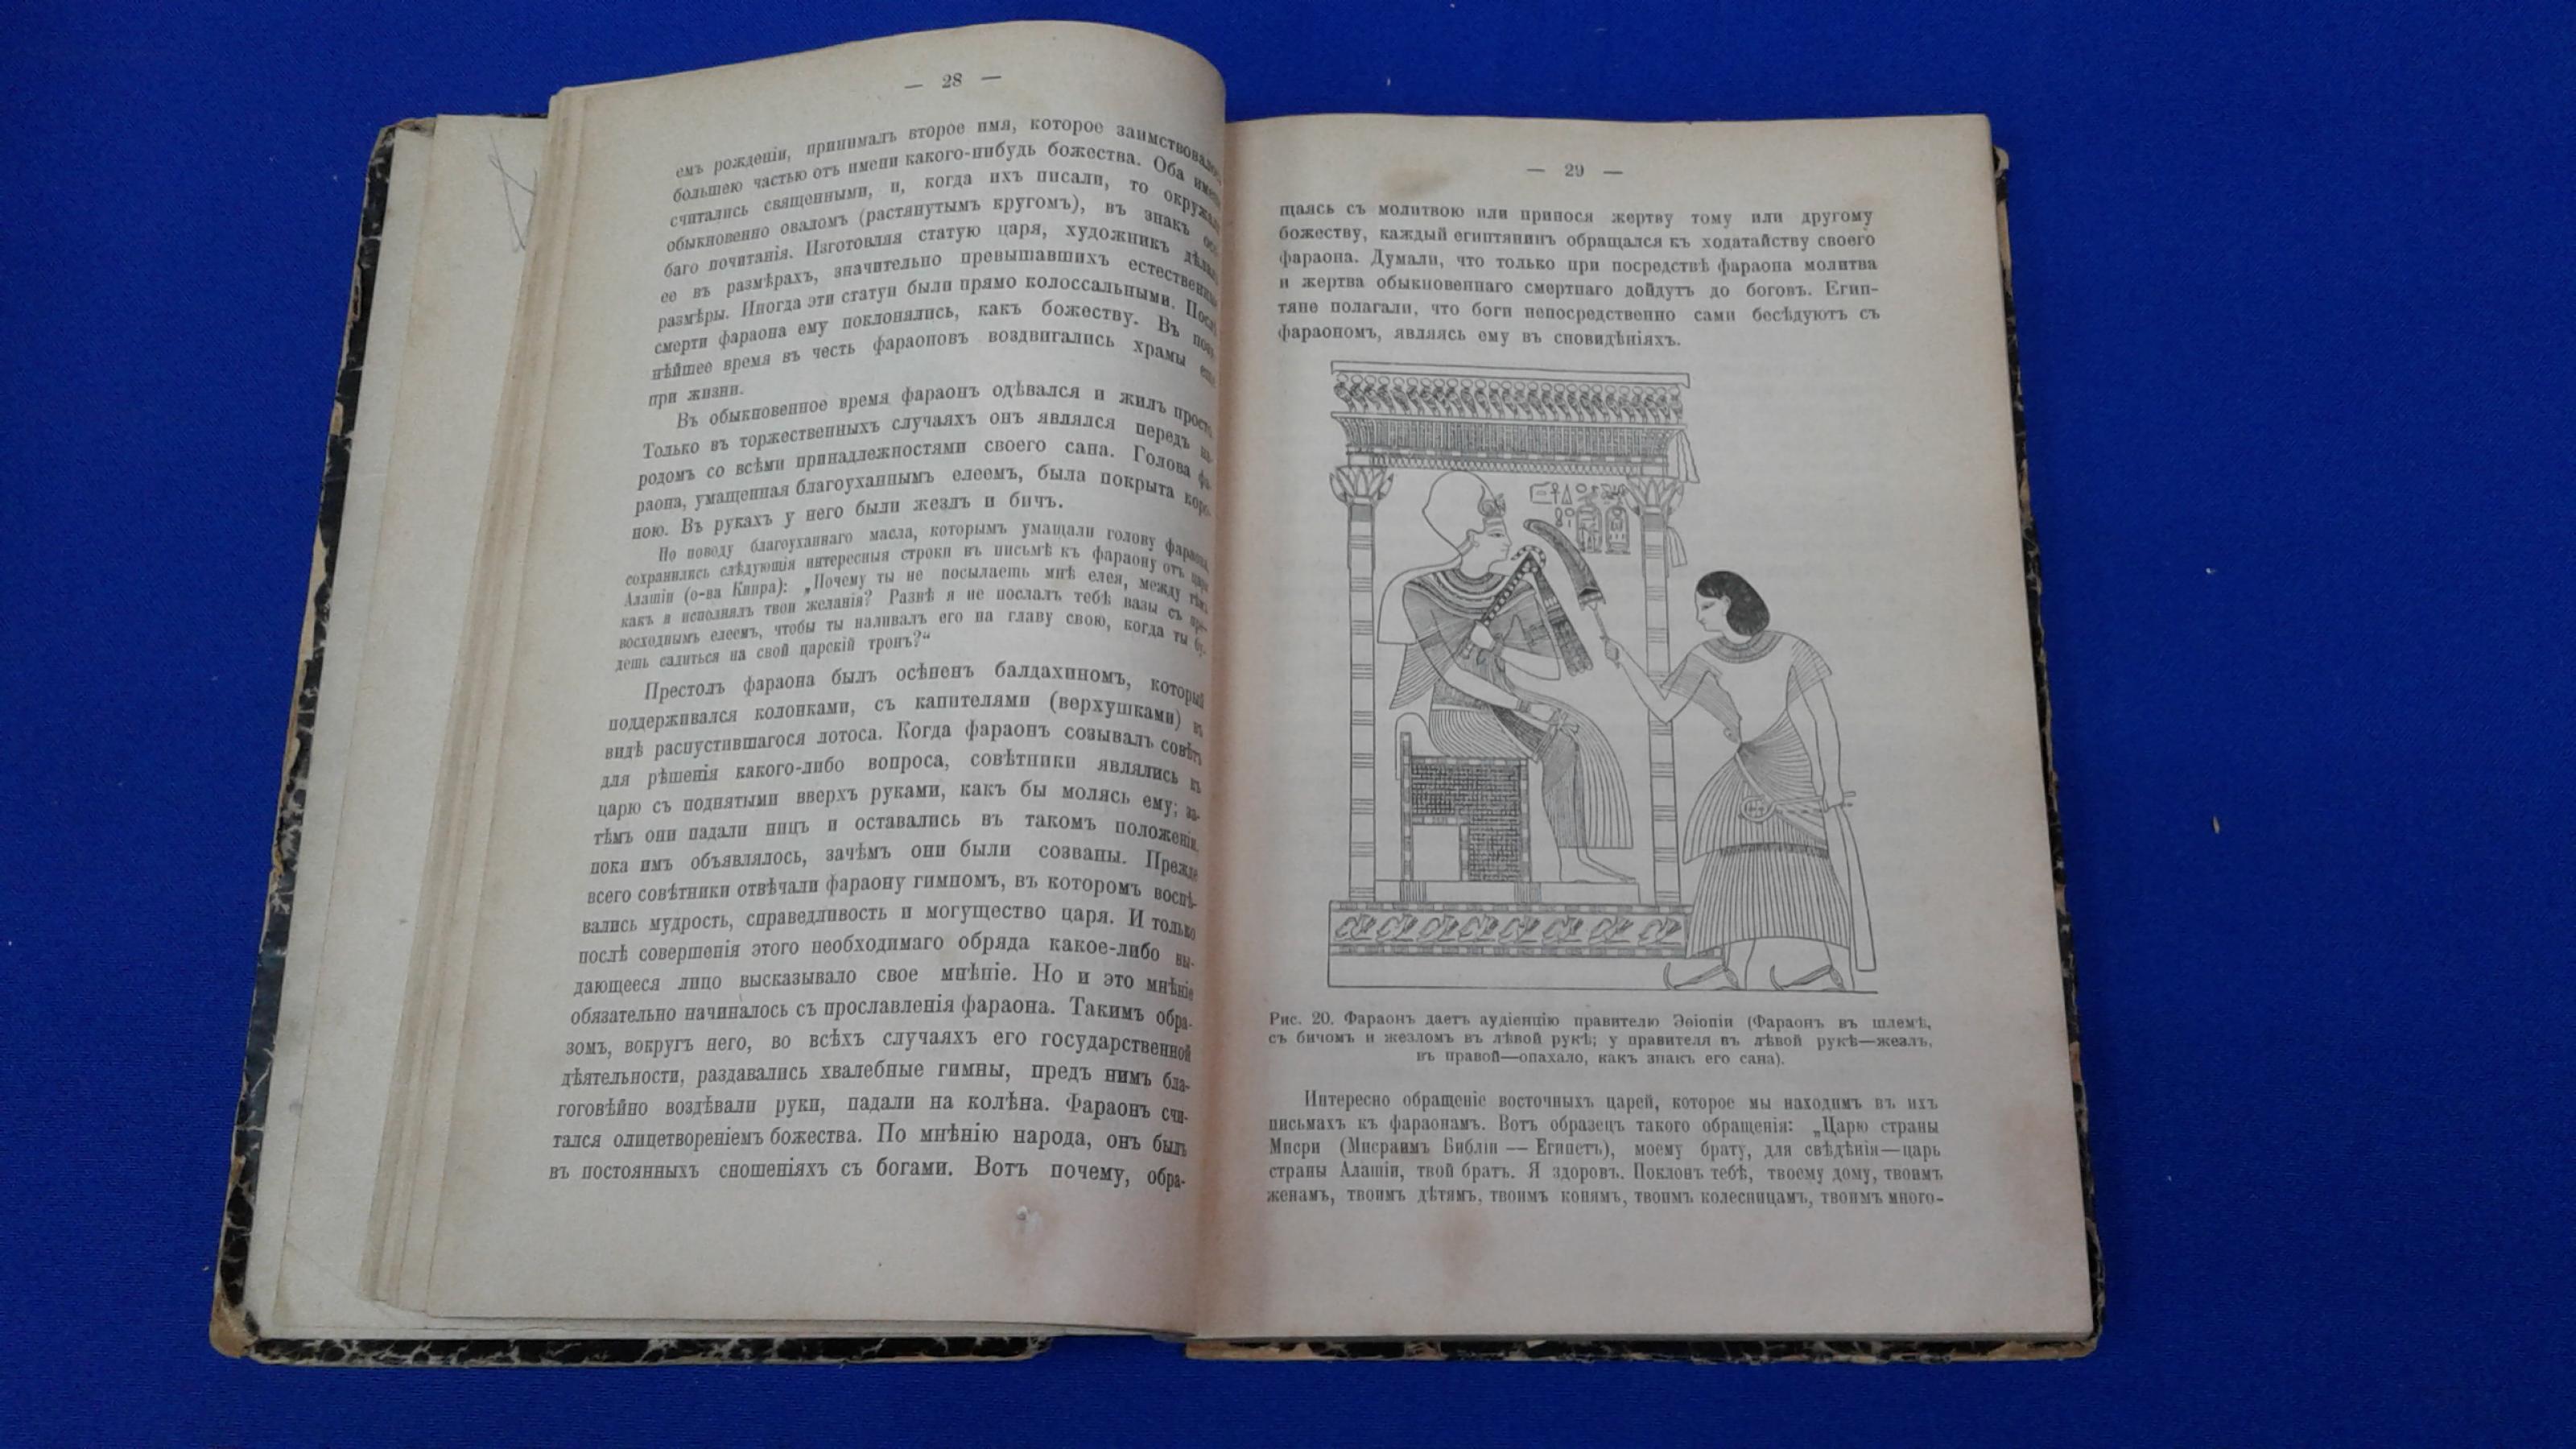 — 28 —
емъ рожденіи, принималъ второе имя, которое заимствовалось
большею частью отъ имени какого-нибудь божества. Оба имени
считались священными, и, когда ихъ писали, то окружали
обыкновенно оваломъ (растянутымъ кругомъ), въ знакъ осо-
баго почитанія. Изготовляя статую царя, художникъ дѣлалъ
ее въ размѣрахъ, значительно превышавшихъ естественные
размѣры. Иногда эти статуи были прямо колоссальными. Послѣ
смерти фараона ему поклонялись, какъ божеству. Въ позд-
нѣйшее время въ честь фараоновъ воздвигались храмы еще
при жизни.
Въ обыкновенное время фараонъ одѣвался и жилъ просто.
Только въ торжественныхъ случаяхъ онъ являлся передъ на-
родомъ со всѣми принадлежностями своего сана. Голова фа-
раона, умащенная благоуханнымъ елеемъ, была покрыта коро-
ною. Въ рукахъ у него были жезлъ и бичъ.
По поводу благоуханнаго масла, которымъ умащали голову фараона,
сохранились слѣдующія интересныя строки въ письмѣ къ фараону отъ царя
Алашіи (о-ва Кипра): „Почему ты не посылаешь мнѣ елея, между тѣмъ
какъ я исполнялъ твои желанія? Развѣ я не послалъ тебѣ вазы съ пре-
восходнымъ елеемъ, чтобы ты наливалъ его на главу свою, когда ты бу-
дешь садиться на свой царскій тронъ?“
Престолъ фараона былъ осѣненъ балдахиномъ, который
поддерживался колонками, съ капителями (верхушками) въ
видѣ распустившагося лотоса. Когда фараонъ созывалъ совѣтъ
для рѣшенія какого-либо вопроса, совѣтники являлись къ
царю съ поднятыми вверхъ руками, какъ бы молясь ему; за-
тѣмъ они падали ницъ и оставались въ такомъ положеніи,
пока имъ объявлялось, зачѣмъ они были созваны. Прежде
всего совѣтники отвѣчали фараону гимномъ, въ которомъ воспѣ-
вались мудрость, справедливость и могущество царя. И только
послѣ совершенія этого необходимаго обряда какое-либо вы-
дающееся лицо высказывало свое мнѣніе. Но и это мнѣніе
обязательно начиналось съ прославленія фараона. Такимъ обра-
зомъ, вокругъ него, во всѣхъ случаяхъ его государственной
дѣятельности, раздавались хвалебные гимны, предъ нимъ бла-
гоговѣйно воздѣвали руки, падали на колѣна. Фараонъ счи-
тался олицетвореніемъ божества. По мнѣнію народа, онъ былъ
въ постоянныхъ сношеніяхъ съ богами. Вотъ почему, обра-
— 29 —
щаясь съ молитвою или принося жертву тому или другому
божеству, каждый египтянинъ обращался къ ходатайству своего
фараона. Думали, что только при посредствѣ фараона молитва
и жертва обыкновеннаго смертнаго дойдутъ до боговъ. Егип-
тяне полагали, что боги непосредственно сами бесѣдуютъ съ
фараономъ, являясь ему въ сновидѣніяхъ.
Рис. 20. Фараонъ даетъ аудіенцію правителю Эѳіопіи (Фараонъ въ шлемѣ,
съ бичомъ и жезломъ въ лѣвой рукѣ; у правителя въ лѣвой рукѣ—жезлъ,
въ правой—опахало, какъ знакъ его сана).
Интересно обращеніе восточныхъ царей, которое мы находимъ въ ихъ
письмахъ къ фараонамъ. Вотъ образецъ такого обращенія: „Царю страны
Мисри (Мисраимъ Библіи — Египетъ), моему брату, для свѣдѣнія—царь
страны Алашіи, твой братъ. Я здоровъ. Поклонъ тебѣ, твоему дому, твоимъ
женамъ, твоимъ дѣтямъ, твоимъ конямъ, твоимъ колесницамъ, твоимъ много-